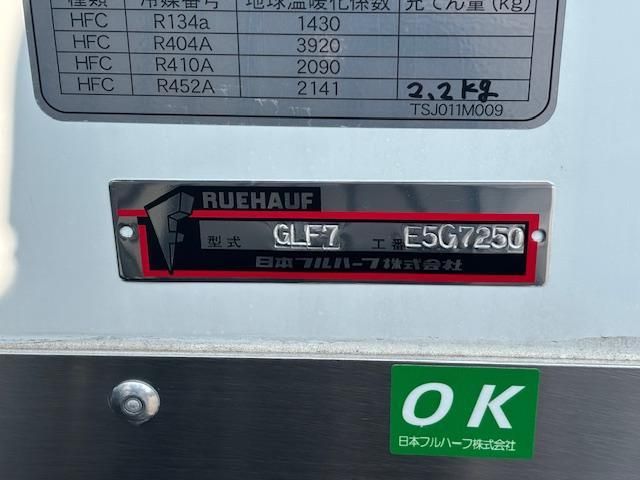 種類 冷媒番号 地球温暖化係数 充てん量(kg)
HFC R134a 1430
HFC R404A 3920
HFC R410A 2090
HFC R452A 2141 2.2kg
TSJ011M009
RUEHAUF
型式 GLF7 工番 E5G7250
日本フルハーフ株式会社
OK
日本フルハーフ株式会社